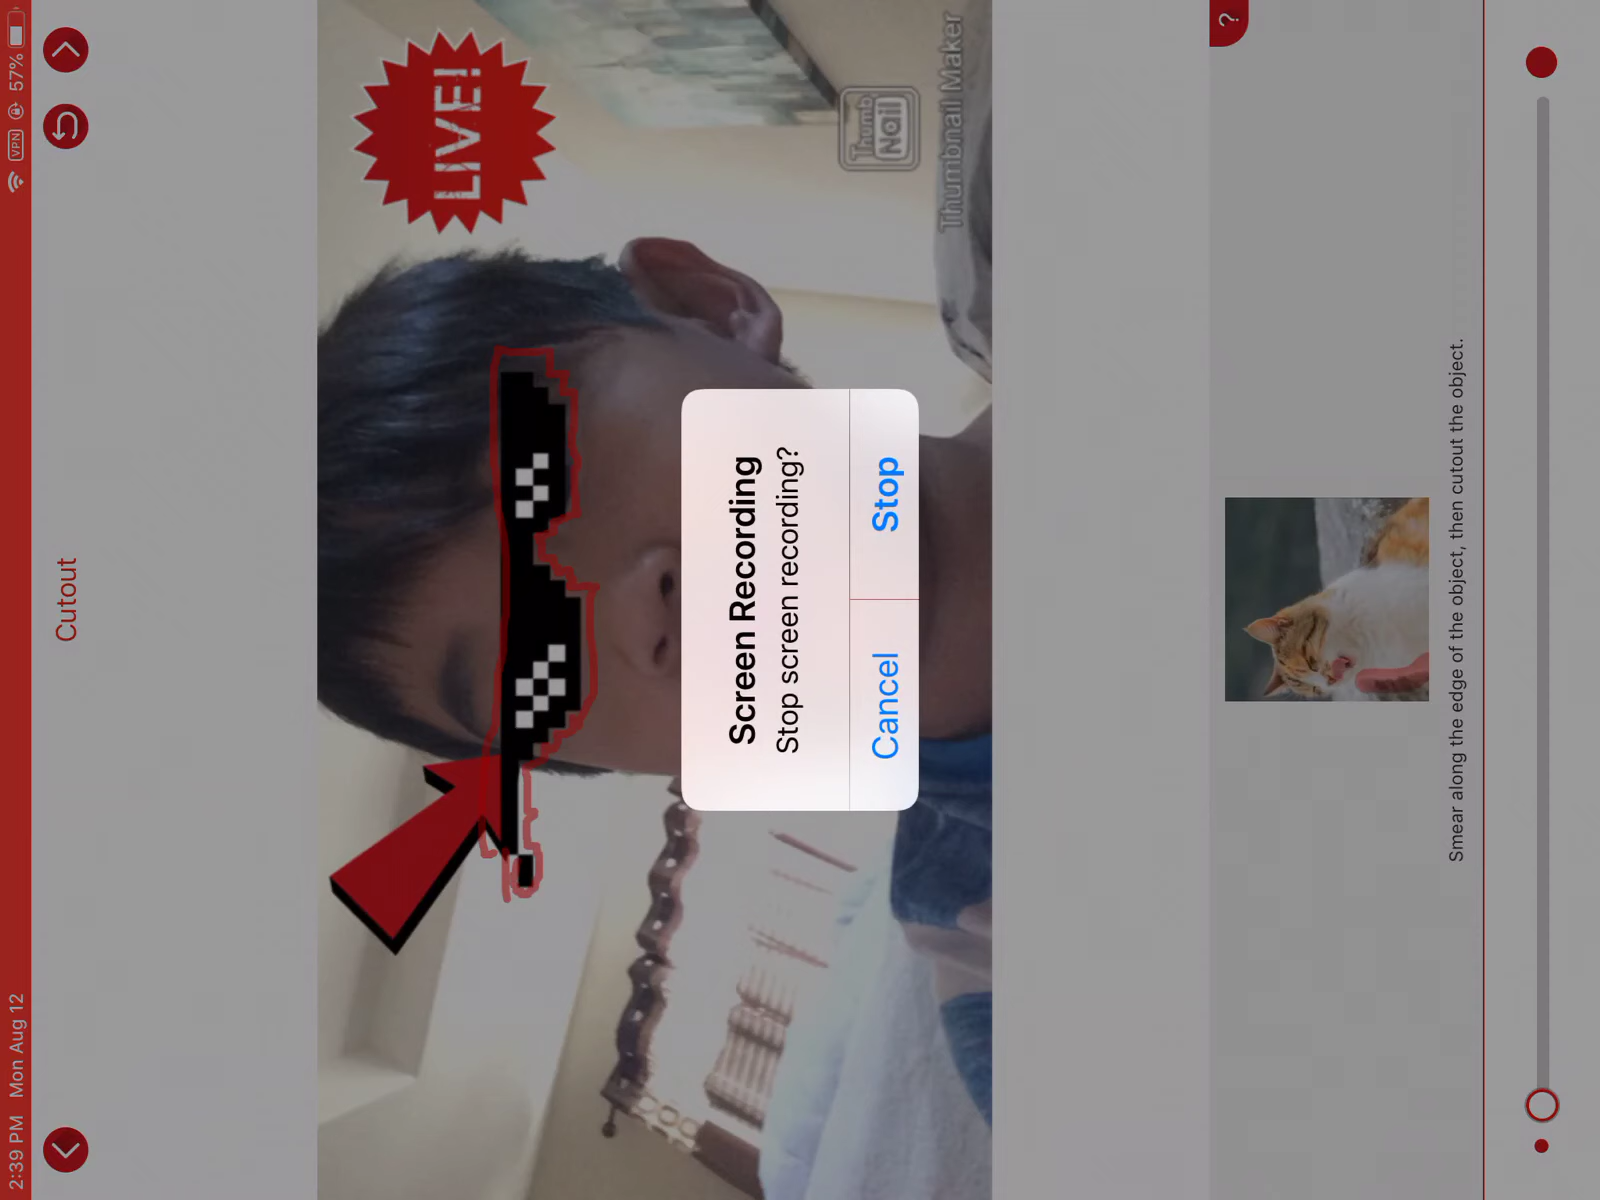 2:39 PM Mon Aug 12
VPN 57%
Cutout
LIVE!
Thumb
Nail
Thumbnail Maker
Screen Recording
Stop screen recording?
Cancel Stop
?
Smear along the edge of the object, then cutout the object.